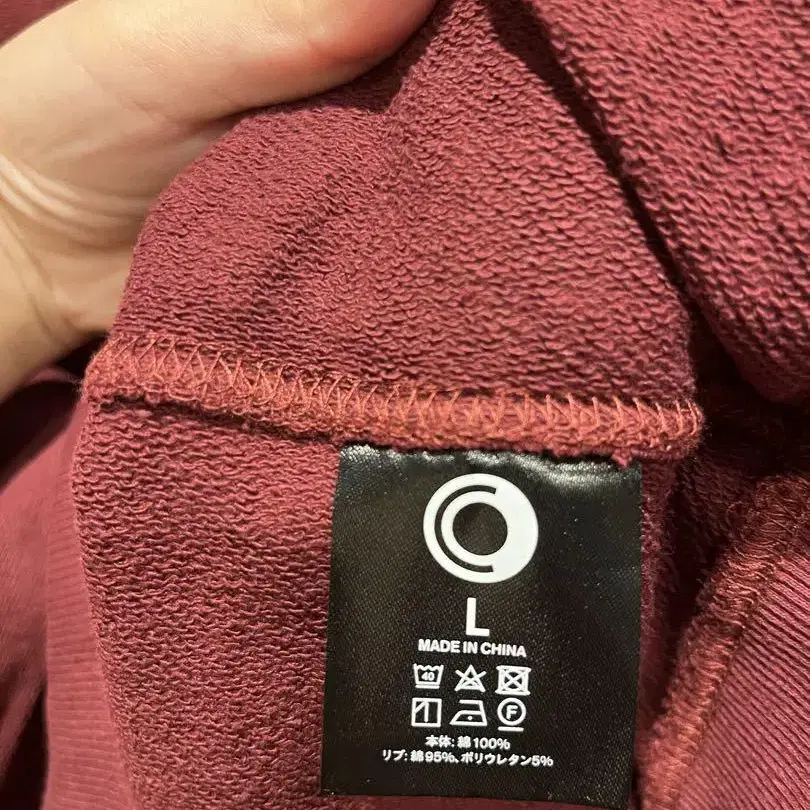 L
MADE IN CHINA
40
F
本体: 綿100%
リブ: 綿95%、ポリウレタン5%